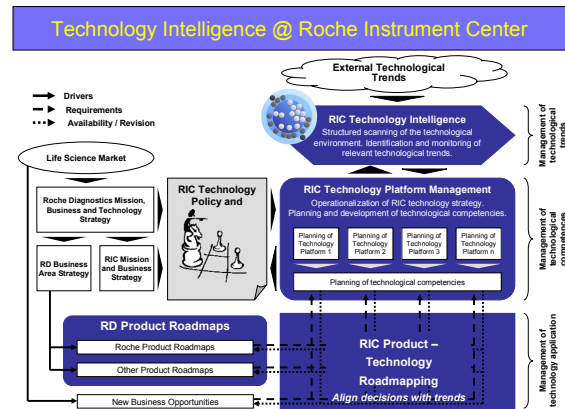 Technology Intelligence @ Roche Instrument Center
External Technological
Trends
Drivers
Requirements
Availability / Revision
RIC Technology Intelligence
Structured scanning of the technological
environment. Identification and monitoring of
relevant technological trends.
Management of
technological
trends
Life Science Market
Roche Diagnostics Mission,
Business and Technology
Strategy
RD Business
Area Strategy
RIC Mission
and Business
Strategy
RIC Technology
Policy and
RIC Technology Platform Management
Operationalization of RIC technology strategy.
Planning and development of technological competencies.
Planning of
Technology
Platform 1
Planning of
Technology
Platform 2
Planning of
Technology
Platform 3
Planning of
Technology
Platform n
Planning of technological competencies
Management of
technological
competences
RD Product Roadmaps
Roche Product Roadmaps
Other Product Roadmaps
New Business Opportunities
RIC Product –
Technology
Roadmapping
Align decisions with trends
Management of
technology application